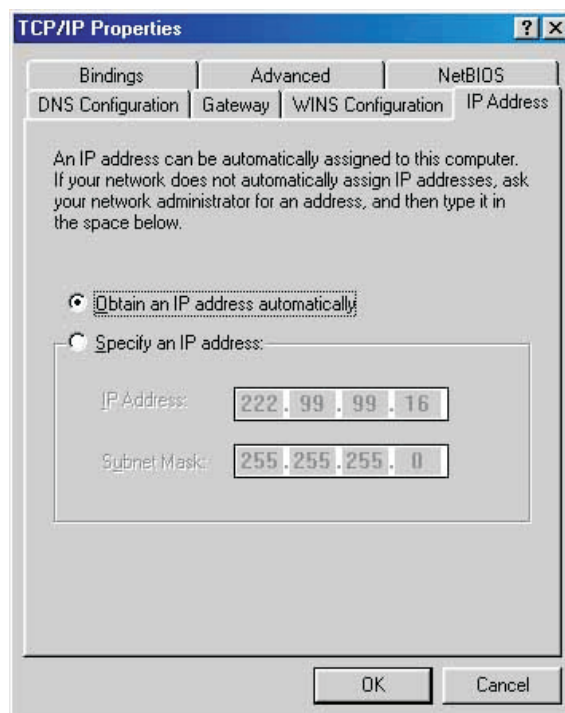 TCP/IP Properties
? ×
Bindings Advanced NetBIOS
DNS Configuration Gateway WINS Configuration IP Address
An IP address can be automatically assigned to this computer.
If your network does not automatically assign IP addresses, ask
your network administrator for an address, and then type it in
the space below.
Obtain an IP address automatically
Specify an IP address:
IP Address: 222 . 99 . 99 . 16
Subnet Mask: 255 . 255 . 255 . 0
OK Cancel